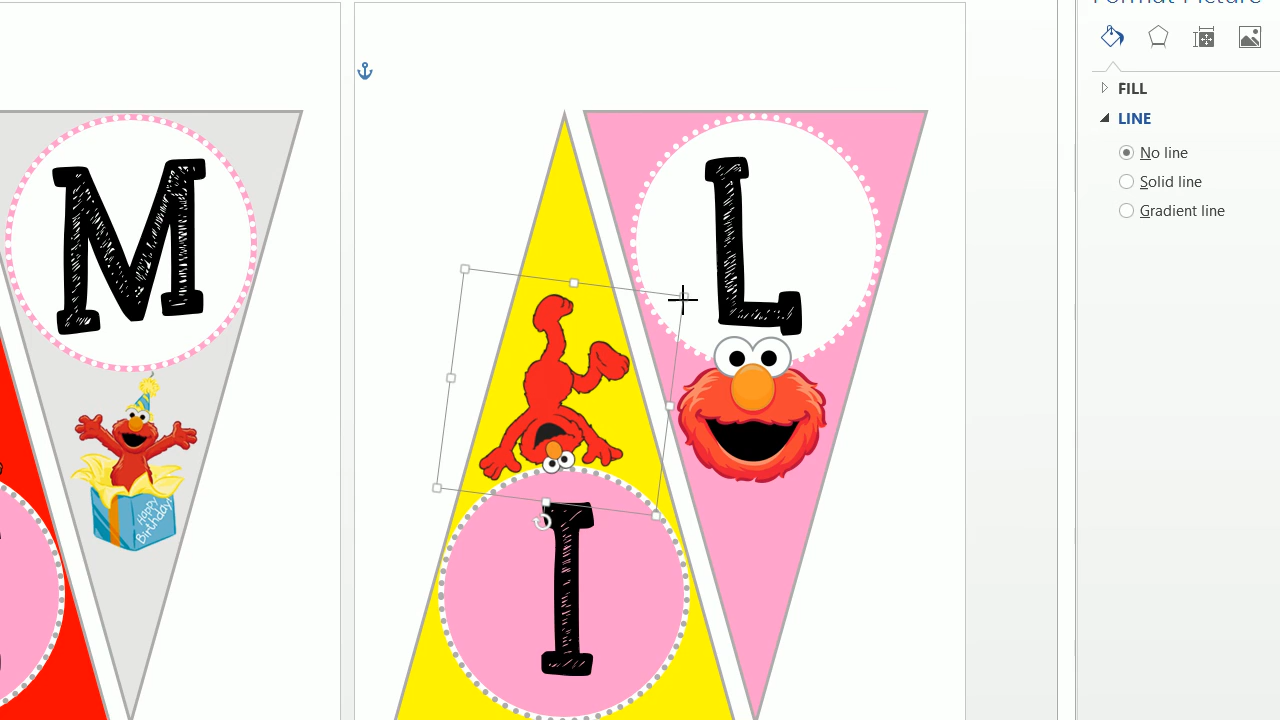 Format Picture
FILL
LINE
No line
Solid line
Gradient line
M
L
I
Happy
Birthday!